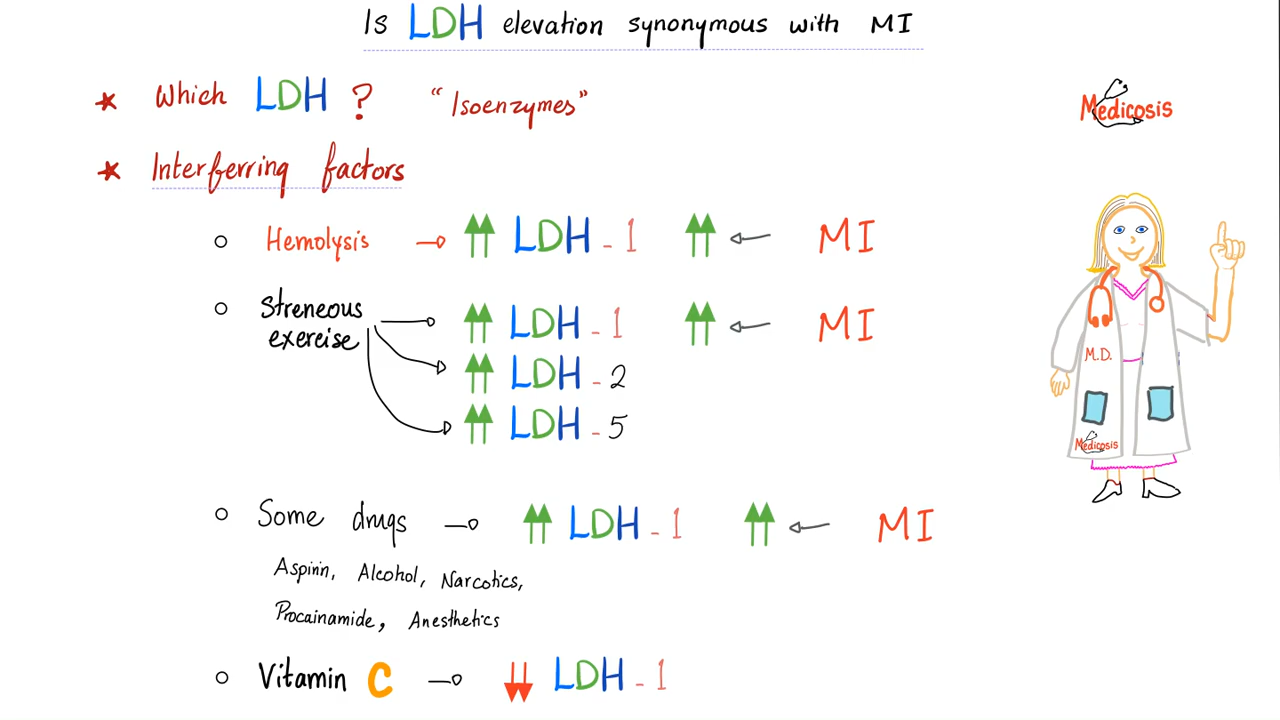 Is LDH elevation synonymous with MI
★ Which LDH ? "Isoenzymes"
Medicosis
★ Interferring factors
Hemolysis → ↑↑ LDH - 1 ↑↑ ← MI
Streneous exercise → ↑↑ LDH - 1 ↑↑ ← MI
↑↑ LDH - 2
↑↑ LDH - 5
M.D.
Medicosis
Some drugs → ↑↑ LDH - 1 ↑↑ ← MI
Aspirin, Alcohol, Narcotics,
Procainamide, Anesthetics
Vitamin C → ↓↓ LDH - 1